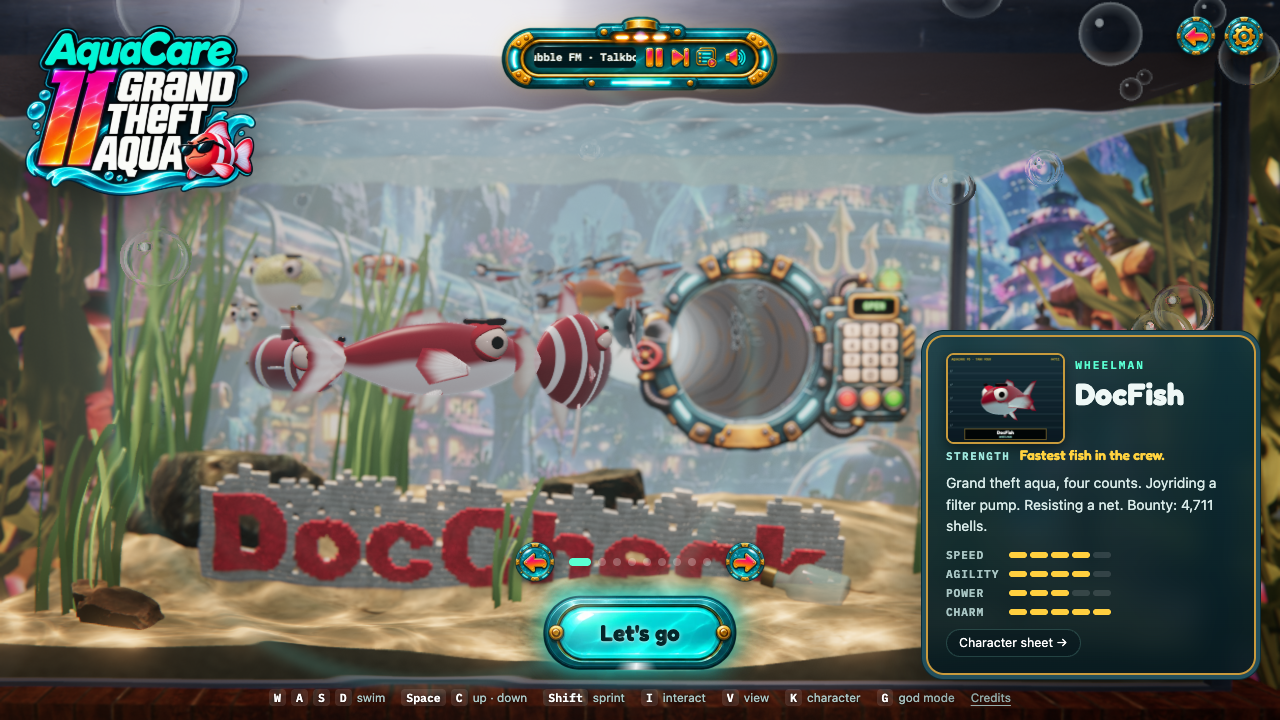 AquaCare
11 GRAND
THEFT
AQUA
ubble FM · Talkbo
OPEN
DocCheck
WHEELMAN
DocFish
DocFish
STRENGTH Fastest fish in the crew.
Grand theft aqua, four counts. Joyriding a
filter pump. Resisting a net. Bounty: 4,711
shells.
SPEED
AGILITY
POWER
CHARM
Character sheet →
Let's go
W A S D swim Space C up · down Shift sprint I interact V view K character G god mode Credits